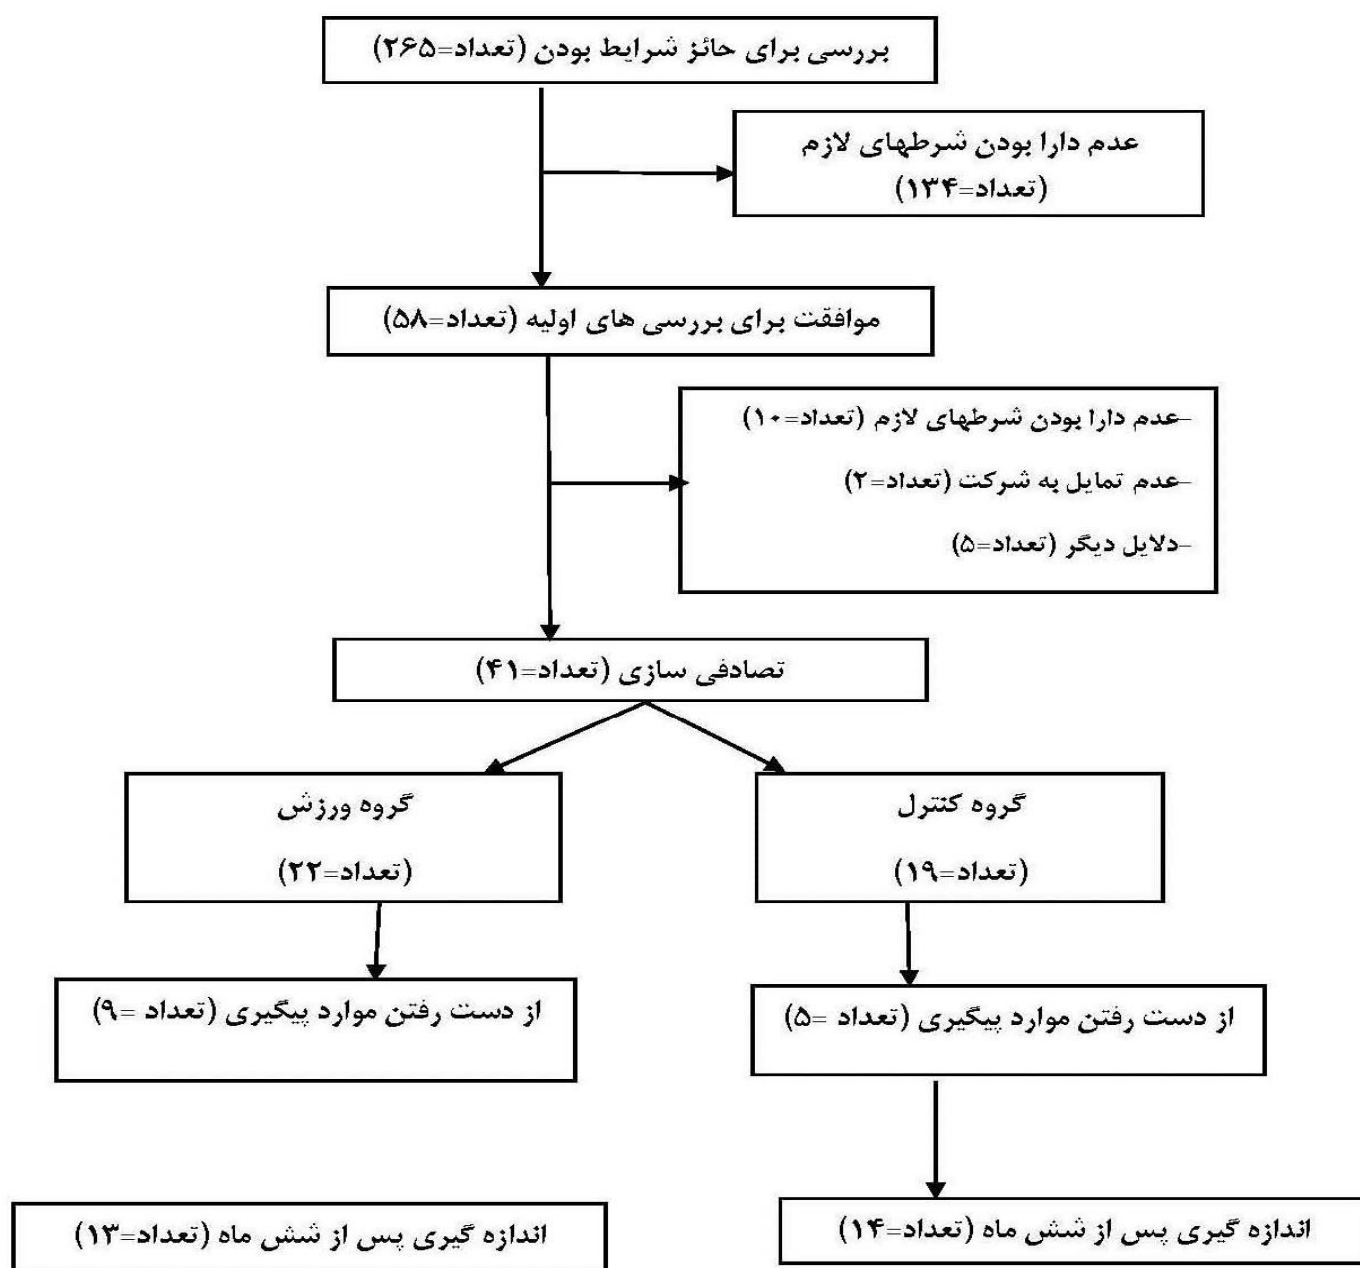 بررسی برای حائز شرایط بودن (تعداد=۲۶۵)
عدم دارا بودن شرطهای لازم
(تعداد=۱۳۴)
موافقت برای بررسی های اولیه (تعداد=۵۸)
-عدم دارا بودن شرطهای لازم (تعداد=۱۰)
-عدم تمایل به شرکت (تعداد=۲)
-دلایل دیگر (تعداد=۵)
تصادفی سازی (تعداد=۴۱)
گروه کنترل
(تعداد=۱۹)
گروه ورزش
(تعداد=۲۲)
از دست رفتن موارد پیگیری (تعداد =۵)
از دست رفتن موارد پیگیری (تعداد =۹)
اندازه گیری پس از شش ماه (تعداد=۱۴)
اندازه گیری پس از شش ماه (تعداد=۱۳)